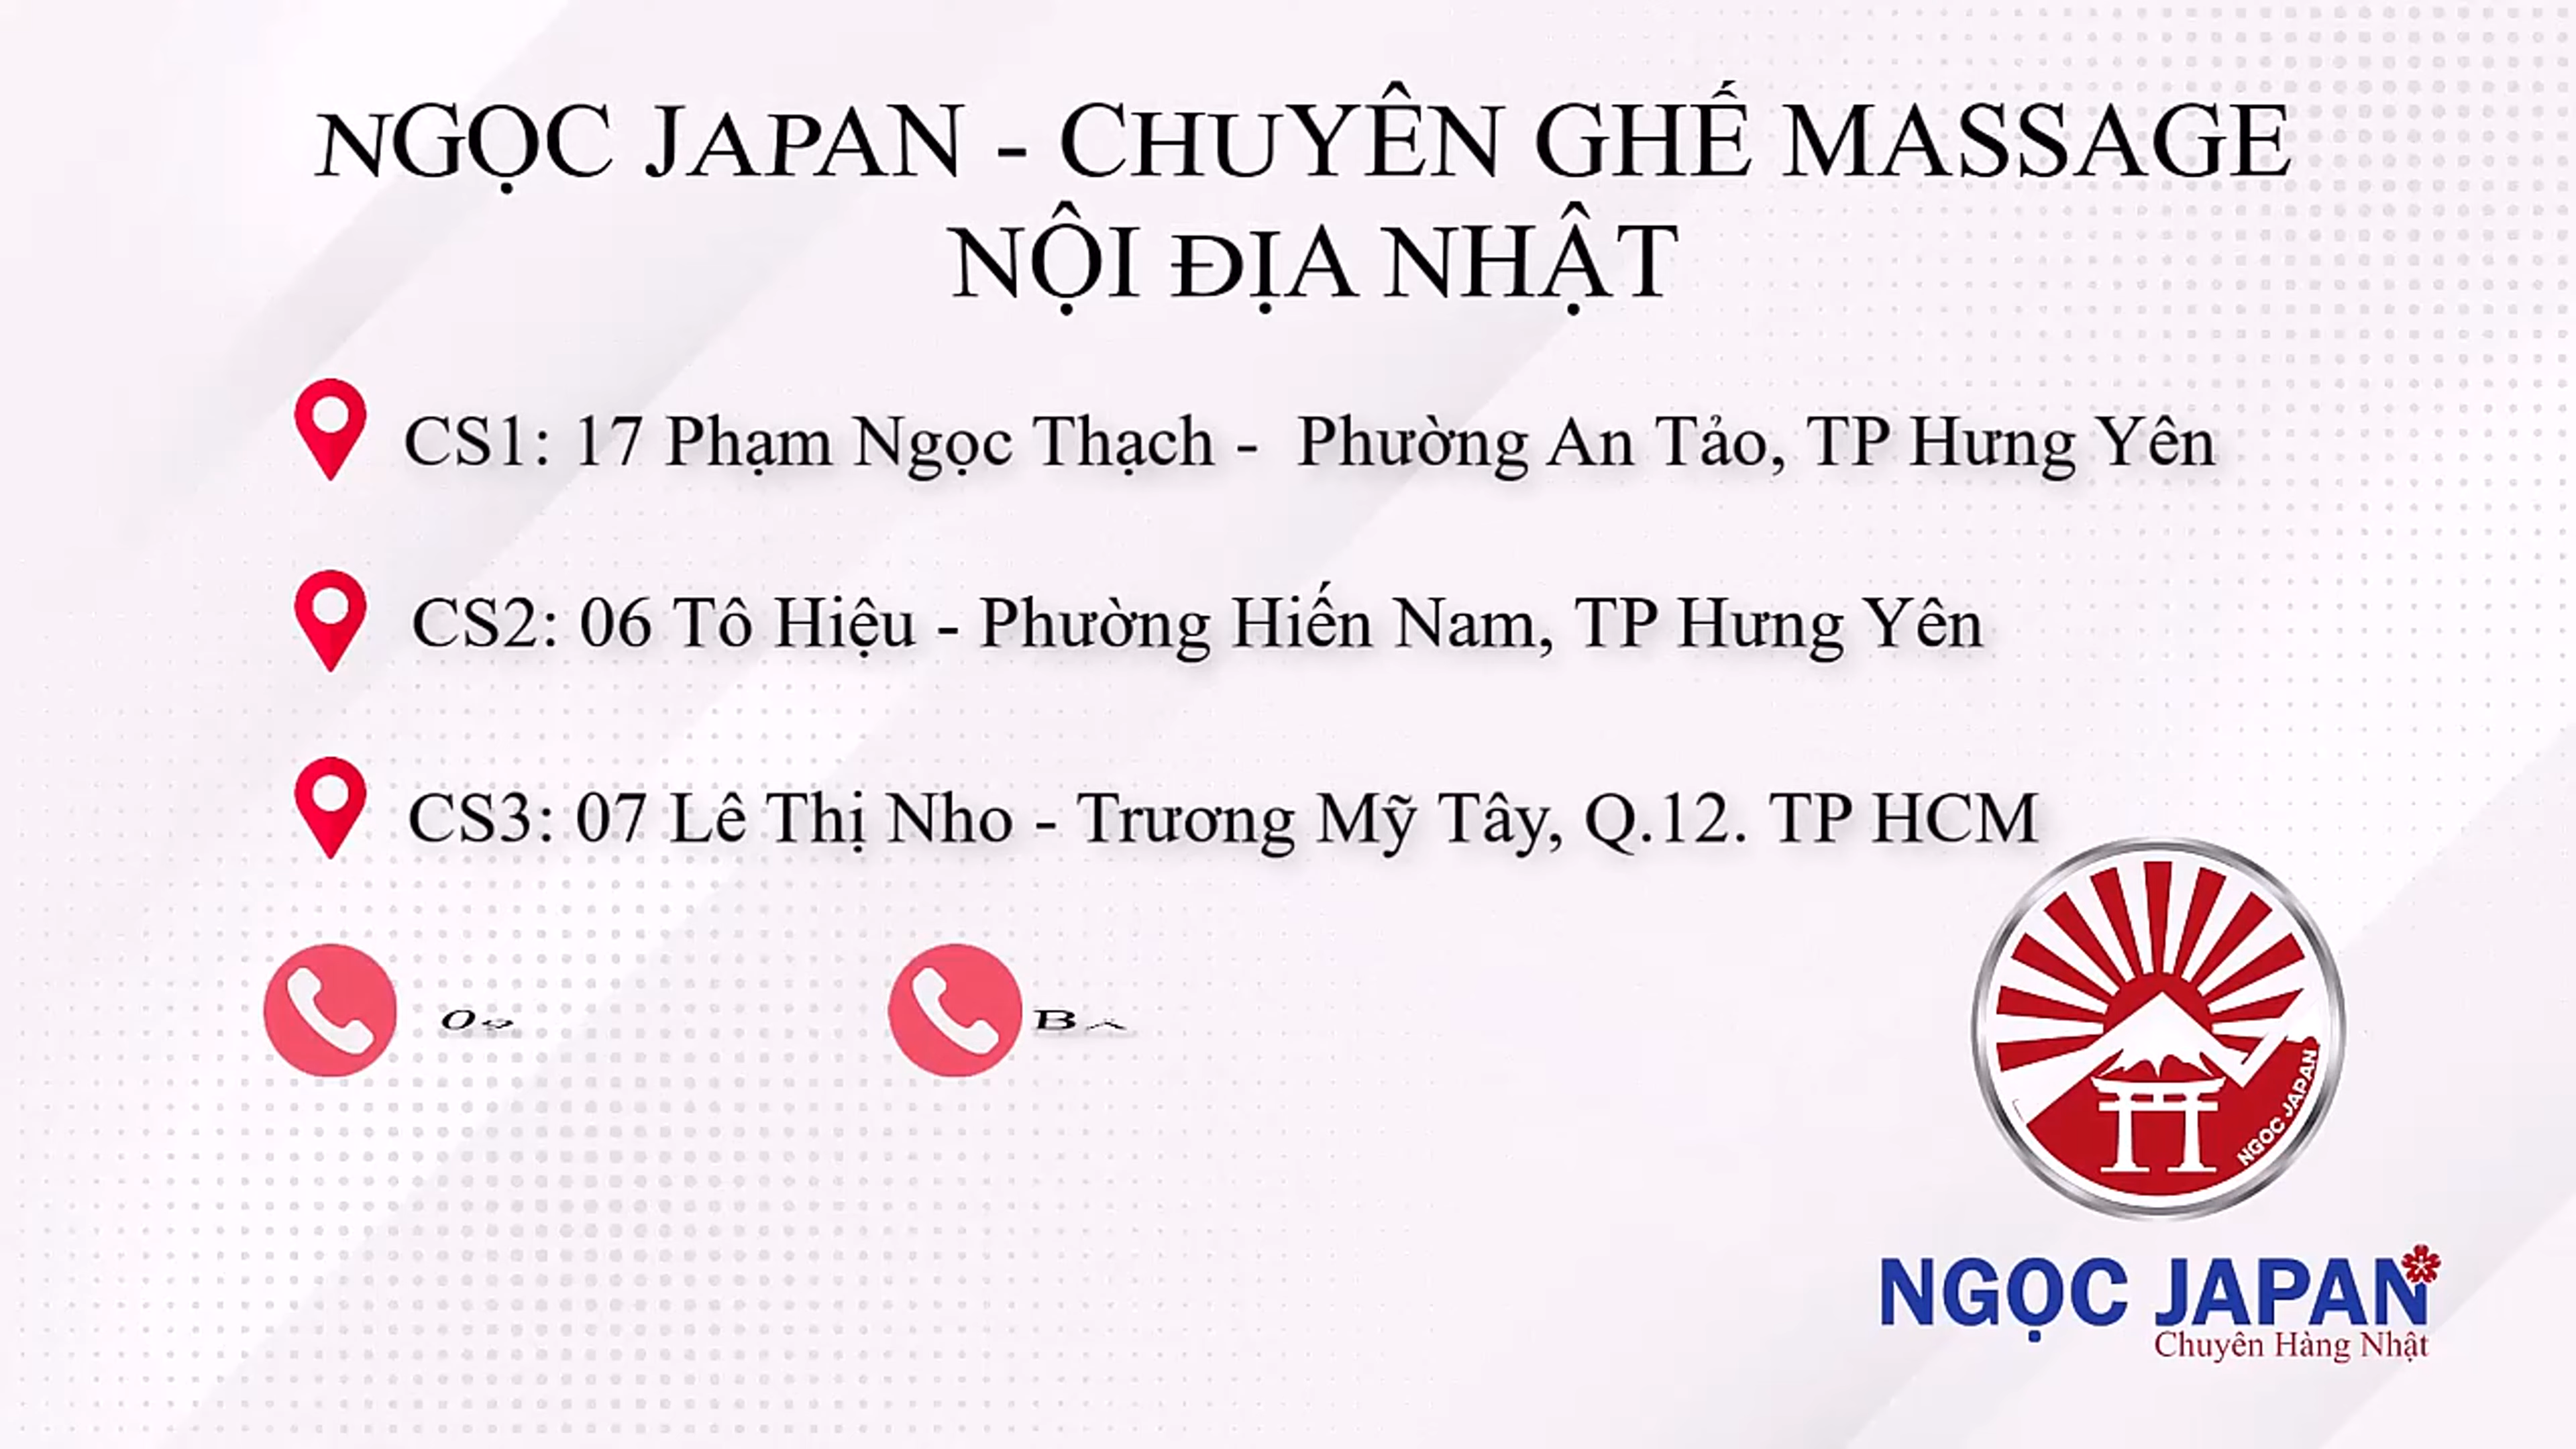 NGỌC JAPAN - CHUYÊN GHẾ MASSAGE
NỘI ĐỊA NHẬT
CS1: 17 Phạm Ngọc Thạch - Phường An Tảo, TP Hưng Yên
CS2: 06 Tô Hiệu - Phường Hiến Nam, TP Hưng Yên
CS3: 07 Lê Thị Nho - Trương Mỹ Tây, Q.12. TP HCM
NGOC JAPAN
NGỌC JAPAN
Chuyên Hàng Nhật